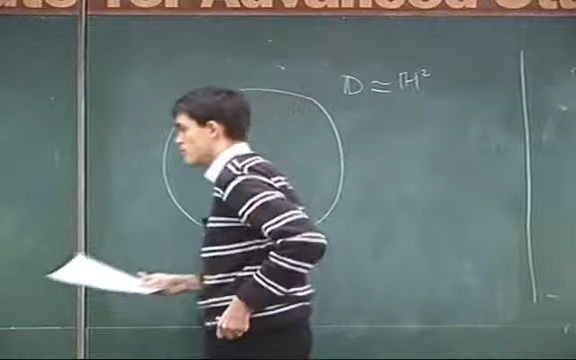 for Advanced
𝔻 ≃ ℍ²